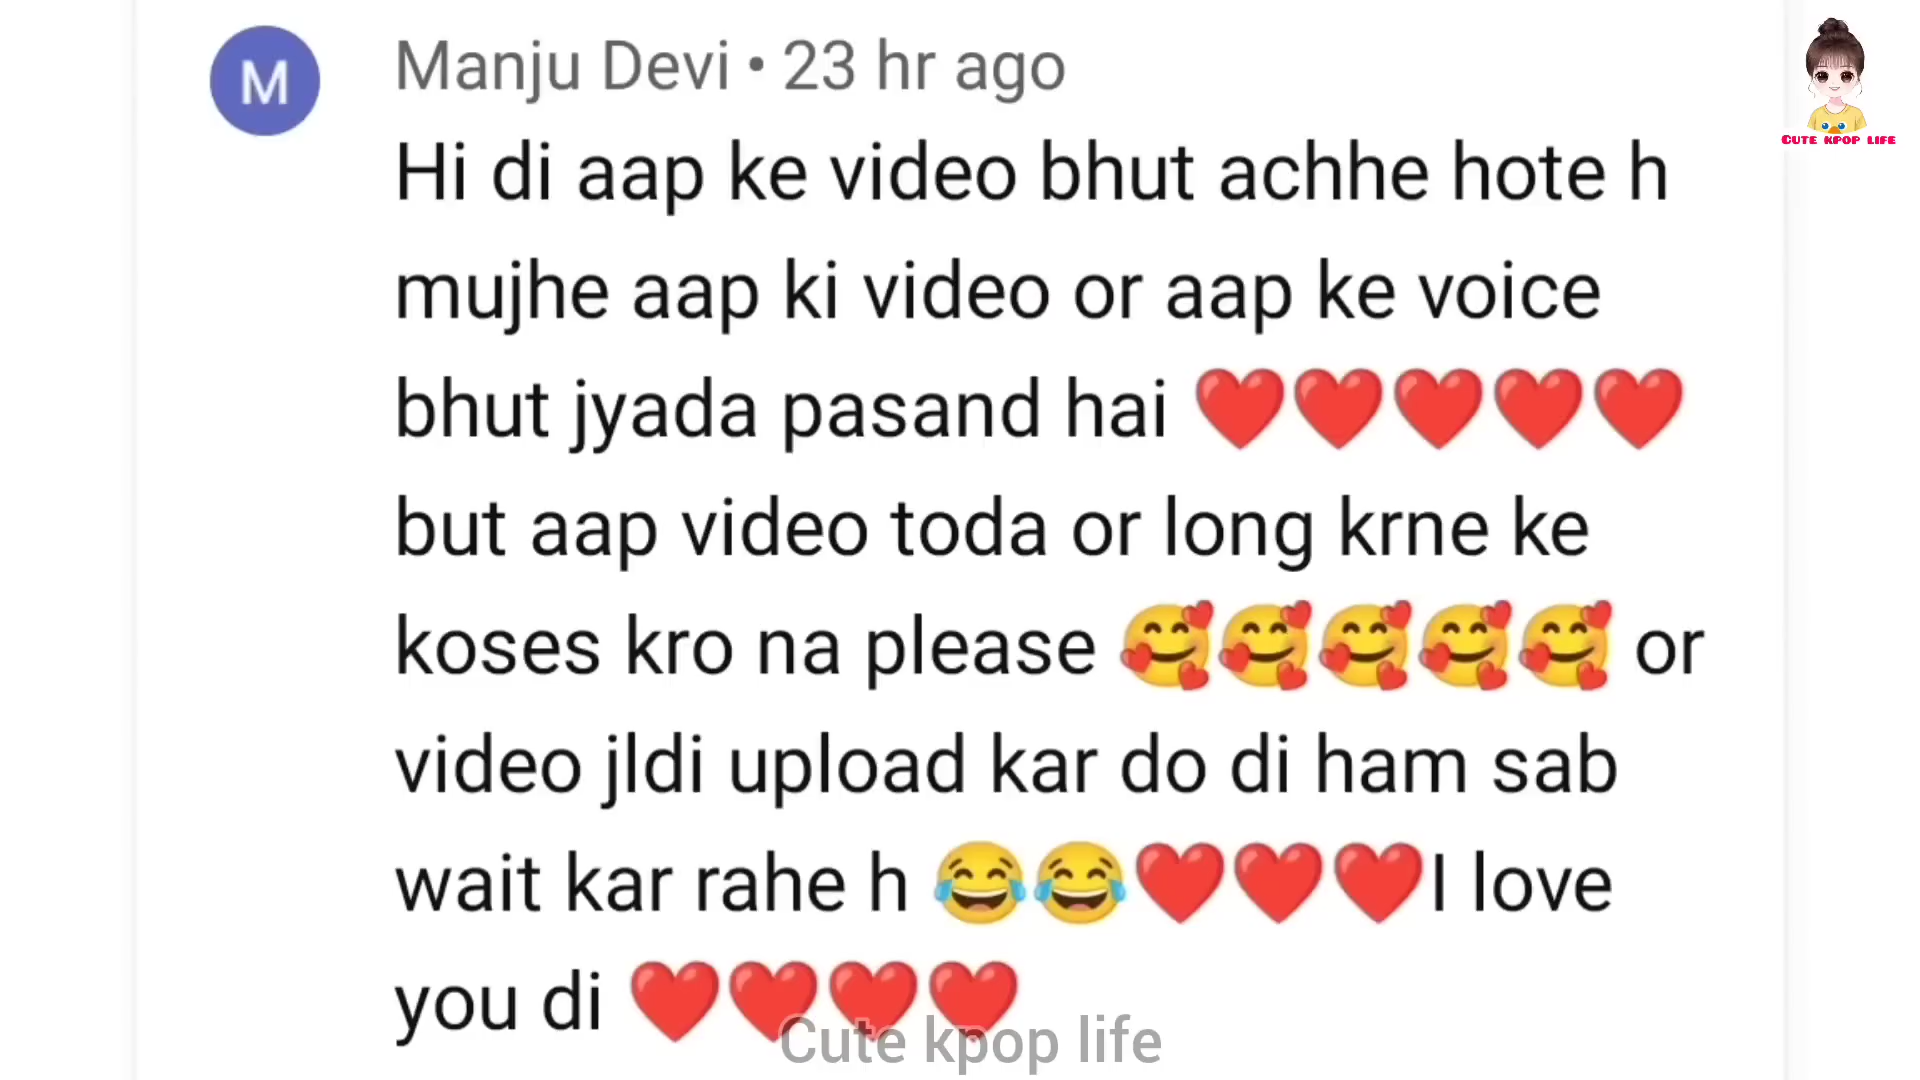 M
Manju Devi • 23 hr ago
Hi di aap ke video bhut achhe hote h
mujhe aap ki video or aap ke voice
bhut jyada pasand hai ❤️❤️❤️❤️❤️
but aap video toda or long krne ke
koses kro na please 🥰🥰🥰🥰🥰 or
video jldi upload kar do di ham sab
wait kar rahe h 😂😂❤️❤️❤️I love
you di ❤️❤️❤️❤️
Cute kpop life
CUTE KPOP LIFE